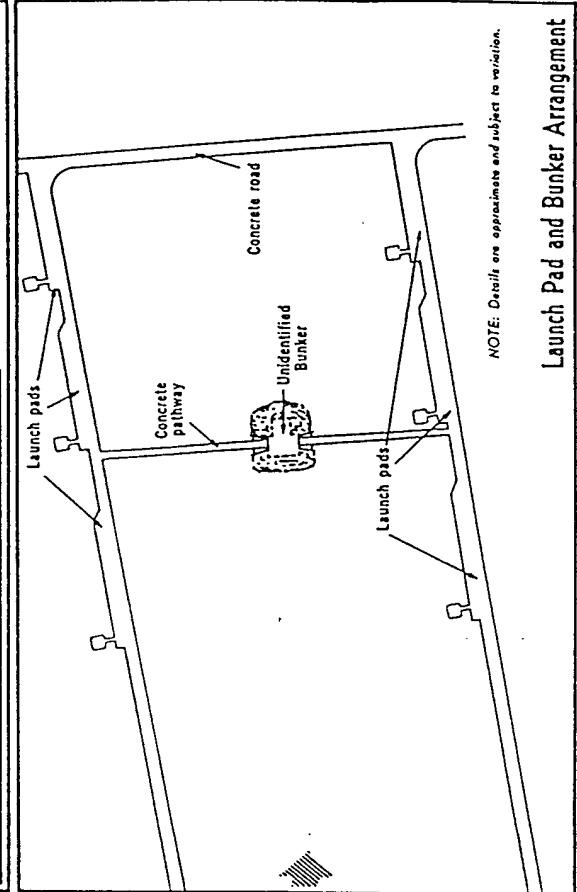 Launch pads
Concrete road
Concrete
pathway
Unidentified
Bunker
Launch pads
NOTE: Details are approximate and subject to variation.
Launch Pad and Bunker Arrangement